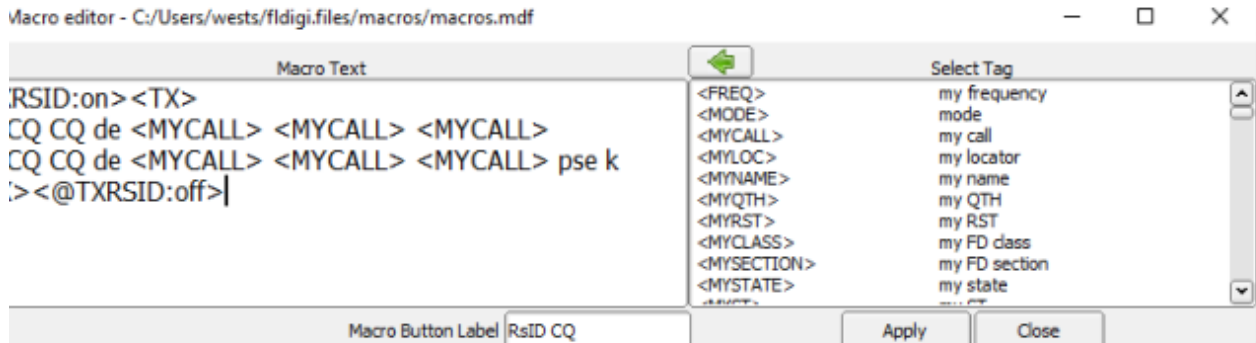 Macro editor - C:/Users/wests/fldigi.files/macros/macros.mdf
Macro Text
RSID:on><TX>
CQ CQ de <MYCALL> <MYCALL> <MYCALL>
CQ CQ de <MYCALL> <MYCALL> <MYCALL> pse k
><@TXRSID:off>
Select Tag
<FREQ> my frequency
<MODE> mode
<MYCALL> my call
<MYLOC> my locator
<MYNAME> my name
<MYQTH> my QTH
<MYRST> my RST
<MYCLASS> my FD class
<MYSECTION> my FD section
<MYSTATE> my state
Macro Button Label RsID CQ
Apply Close